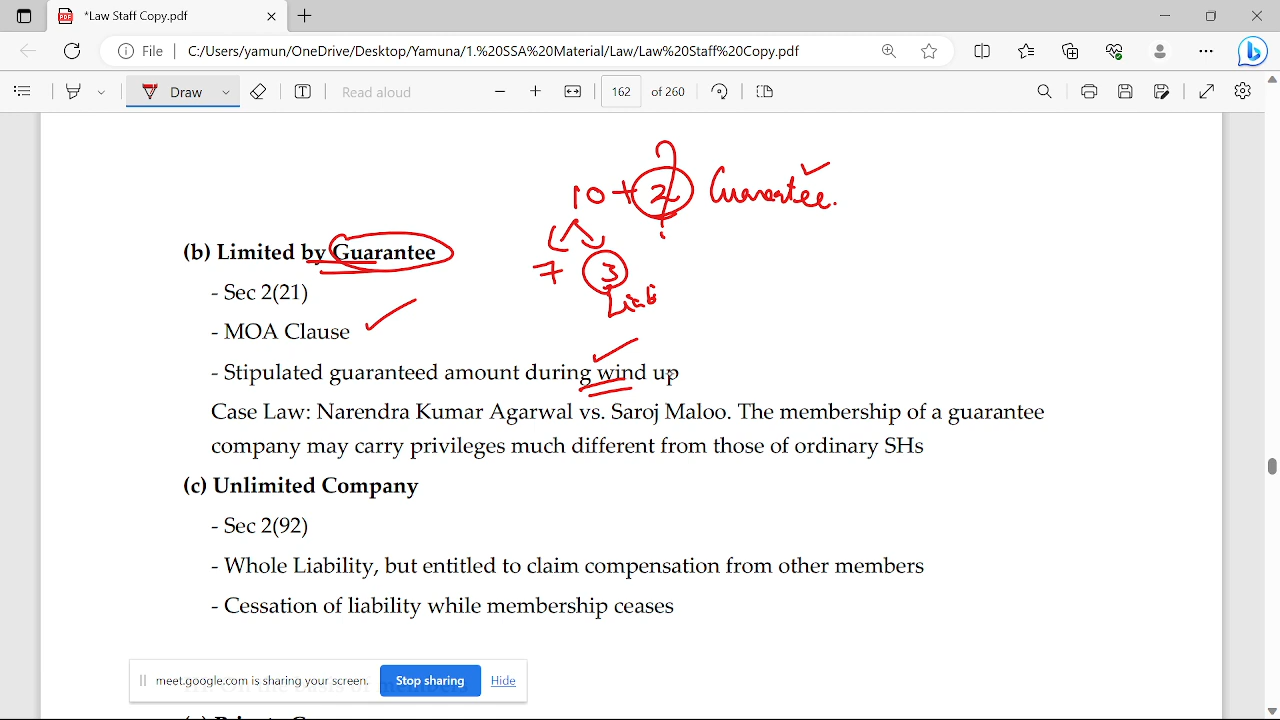 *Law Staff Copy.pdf
File C:/Users/yamun/OneDrive/Desktop/Yamuna/1.%20SSA%20Material/Law/Law%20Staff%20Copy.pdf
Draw Read aloud 162 of 260
10 + 2 Guarantee.
7 3
Liab
(b) Limited by Guarantee
- Sec 2(21)
- MOA Clause
- Stipulated guaranteed amount during wind up
Case Law: Narendra Kumar Agarwal vs. Saroj Maloo. The membership of a guarantee
company may carry privileges much different from those of ordinary SHs
(c) Unlimited Company
- Sec 2(92)
- Whole Liability, but entitled to claim compensation from other members
- Cessation of liability while membership ceases
meet.google.com is sharing your screen. Stop sharing Hide